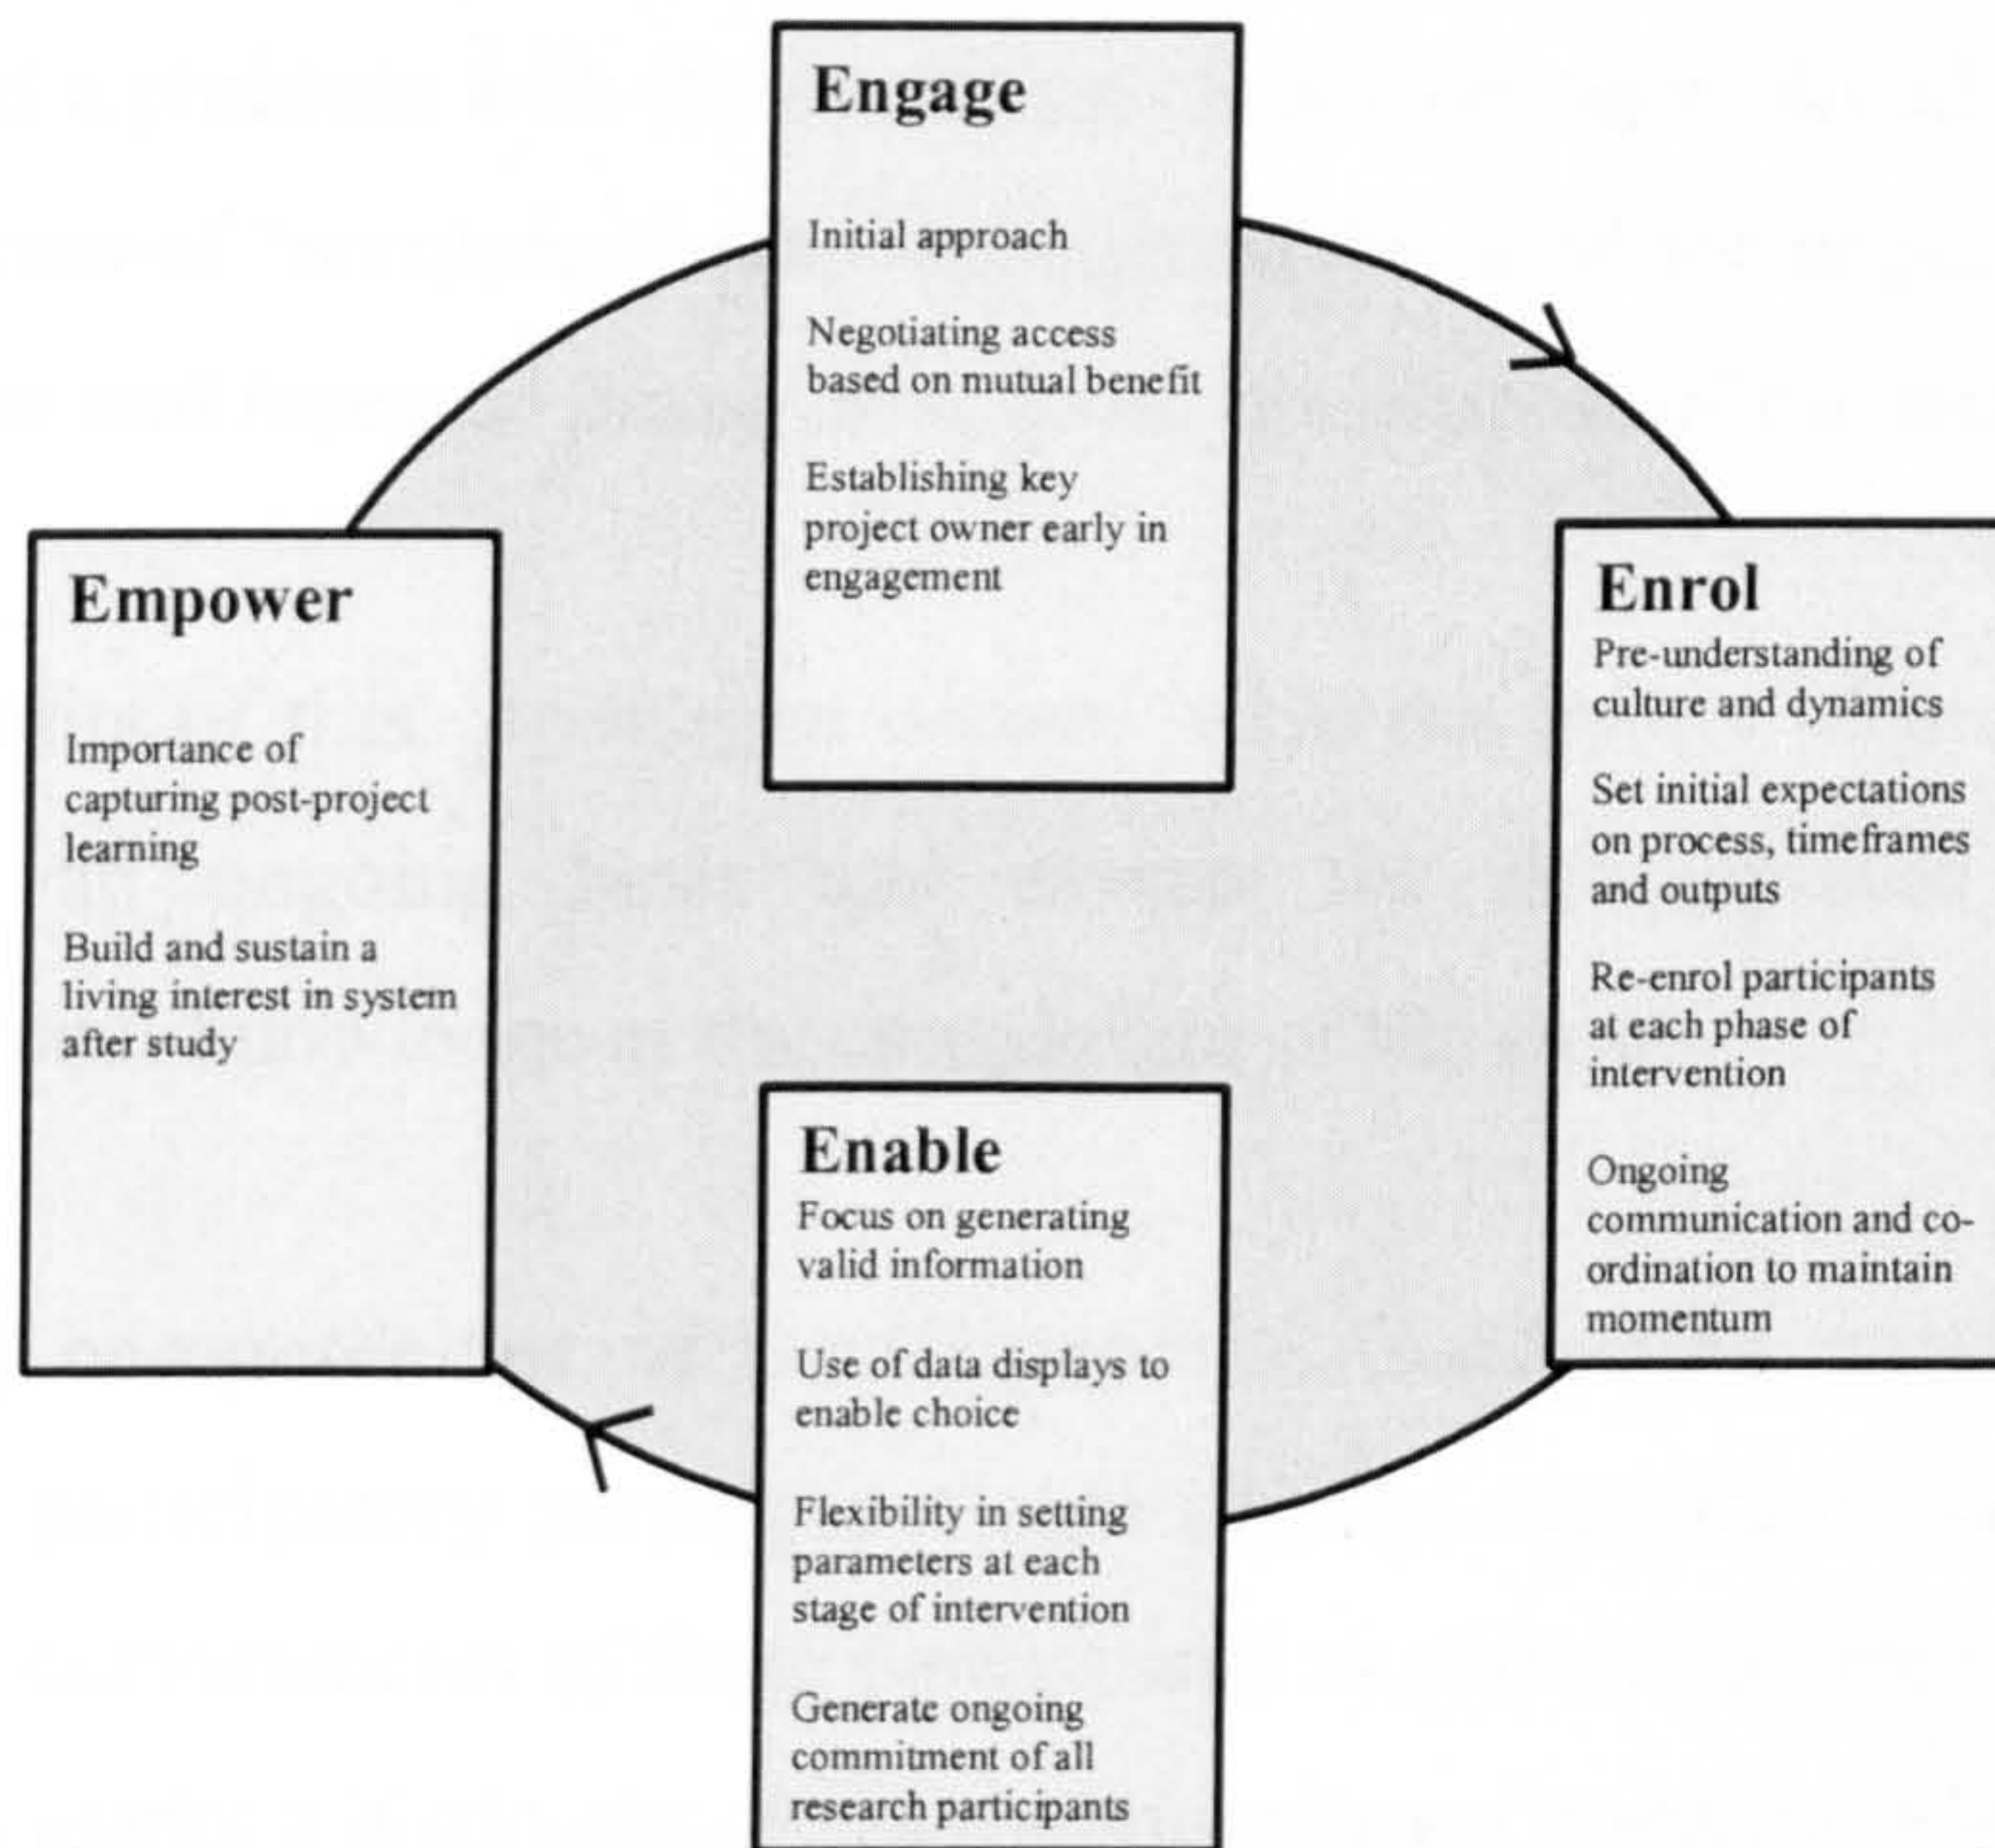 Engage
Initial approach
Negotiating access
based on mutual benefit
Establishing key
project owner early in
engagement
Enrol
Pre-understanding of
culture and dynamics
Set initial expectations
on process, timeframes
and outputs
Re-enrol participants
at each phase of
intervention
Ongoing
communication and co-
ordination to maintain
momentum
Enable
Focus on generating
valid information
Use of data displays to
enable choice
Flexibility in setting
parameters at each
stage of intervention
Generate ongoing
commitment of all
research participants
Empower
Importance of
capturing post-project
learning
Build and sustain a
living interest in system
after study